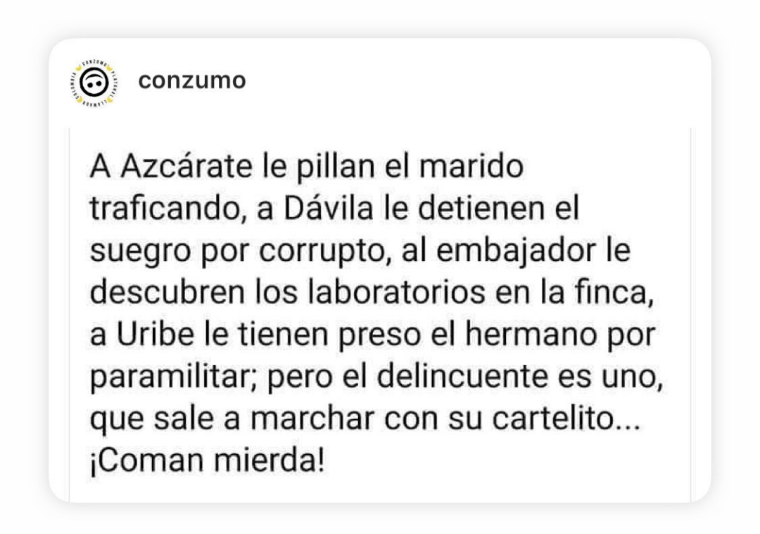 conzumo
A Azcárate le pillan el marido
traficando, a Dávila le detienen el
suegro por corrupto, al embajador le
descubren los laboratorios en la finca,
a Uribe le tienen preso el hermano por
paramilitar; pero el delincuente es uno,
que sale a marchar con su cartelito...
¡Coman mierda!